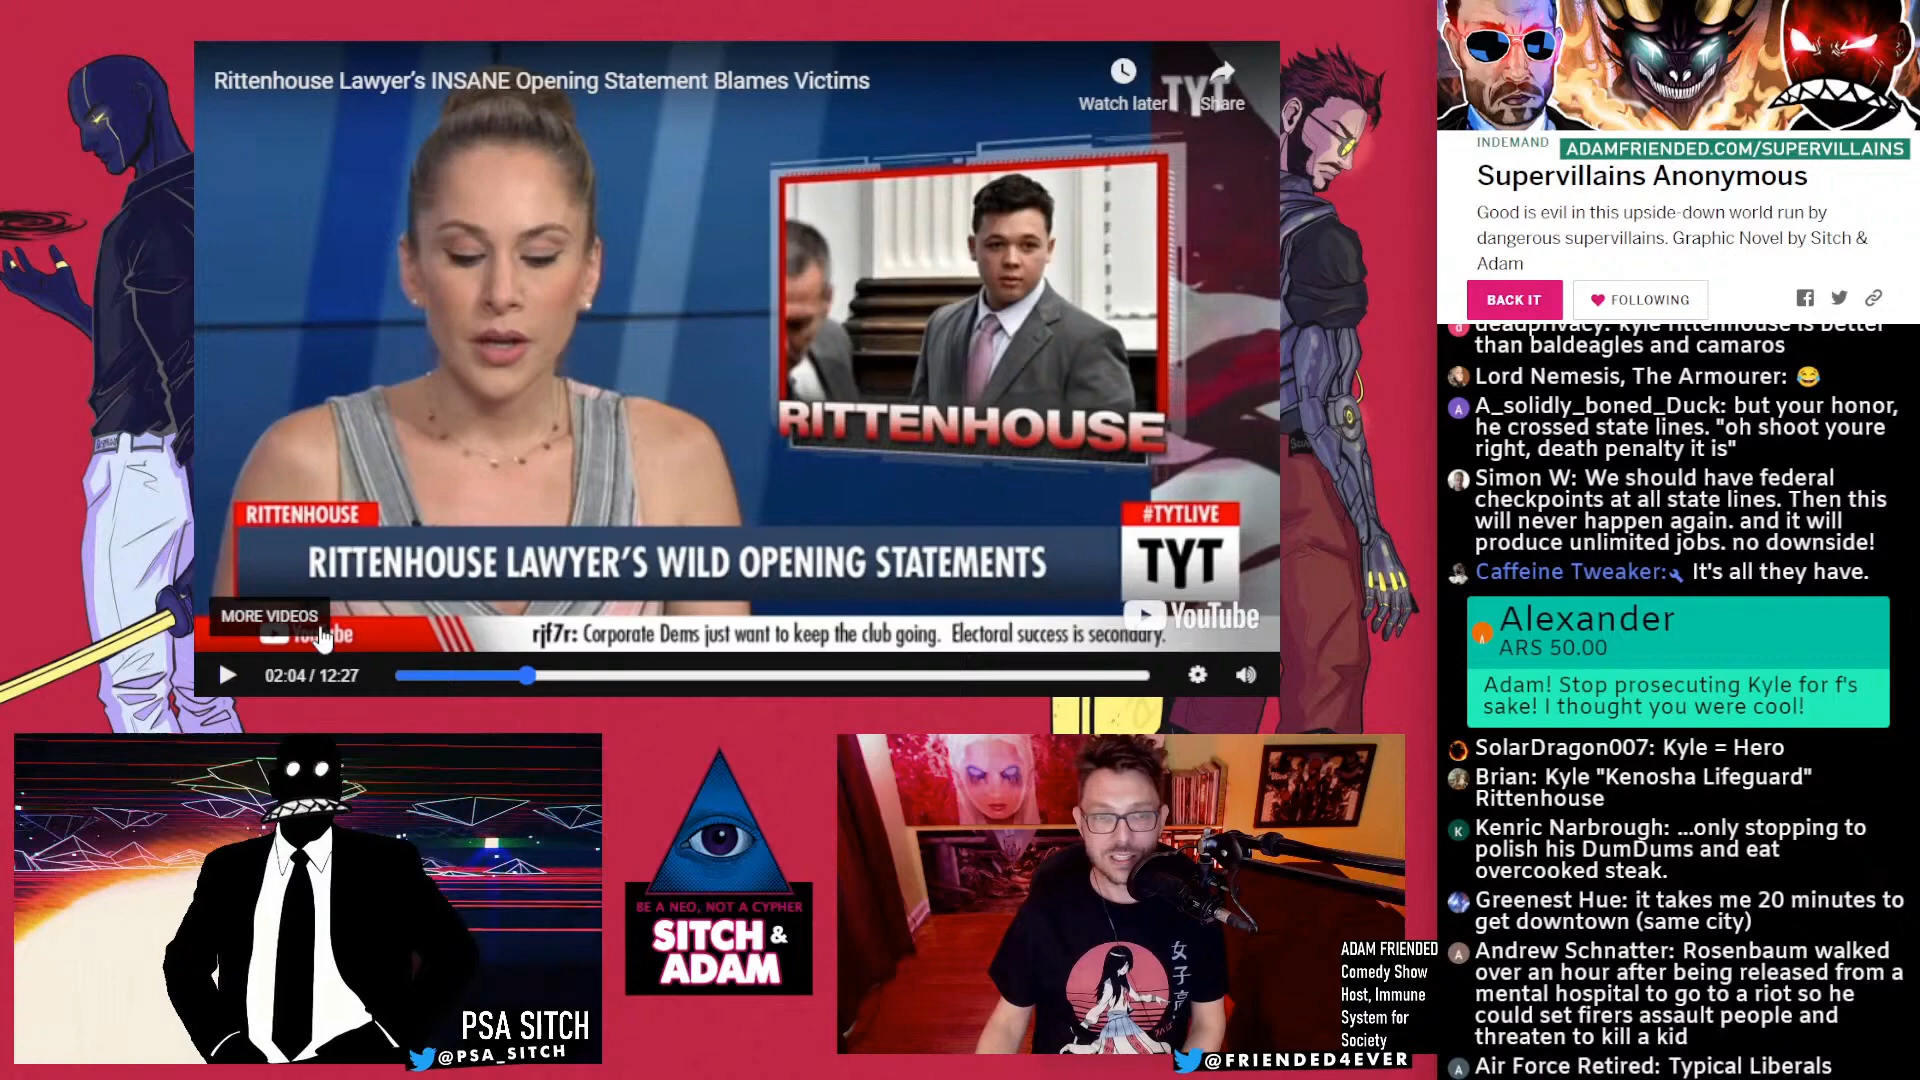 Rittenhouse Lawyer's INSANE Opening Statement Blames Victims
Watch later
Share
TYT
RITTENHOUSE
RITTENHOUSE
#TYTLIVE
RITTENHOUSE LAWYER'S WILD OPENING STATEMENTS
TYT
MORE VIDEOS
YouTube
YouTube
rjf7r: Corporate Dems just want to keep the club going. Electoral success is secondary.
02:04 / 12:27
PSA SITCH
@PSA_SITCH
BE A NEO, NOT A CYPHER
SITCH &
ADAM
ADAM FRIENDED
Comedy Show
Host, Immune
System for
Society
@FRIENDED4EVER
女子高
INDEMAND
ADAMFRIENDED.COM/SUPERVILLAINS
Supervillains Anonymous
Good is evil in this upside-down world run by
dangerous supervillains. Graphic Novel by Sitch &
Adam
BACK IT
FOLLOWING
deadprivacy: kyle rittenhouse is better
than baldeagles and camaros
Lord Nemesis, The Armourer: 😂
A_solidly_boned_Duck: but your honor,
he crossed state lines. "oh shoot youre
right, death penalty it is"
Simon W: We should have federal
checkpoints at all state lines. Then this
will never happen again. and it will
produce unlimited jobs. no downside!
Caffeine Tweaker: It's all they have.
Alexander
ARS 50.00
Adam! Stop prosecuting Kyle for f's
sake! I thought you were cool!
SolarDragon007: Kyle = Hero
Brian: Kyle "Kenosha Lifeguard"
Rittenhouse
Kenric Narbrough: ...only stopping to
polish his DumDums and eat
overcooked steak.
Greenest Hue: it takes me 20 minutes to
get downtown (same city)
Andrew Schnatter: Rosenbaum walked
over an hour after being released from a
mental hospital to go to a riot so he
could set firers assault people and
threaten to kill a kid
Air Force Retired: Typical Liberals